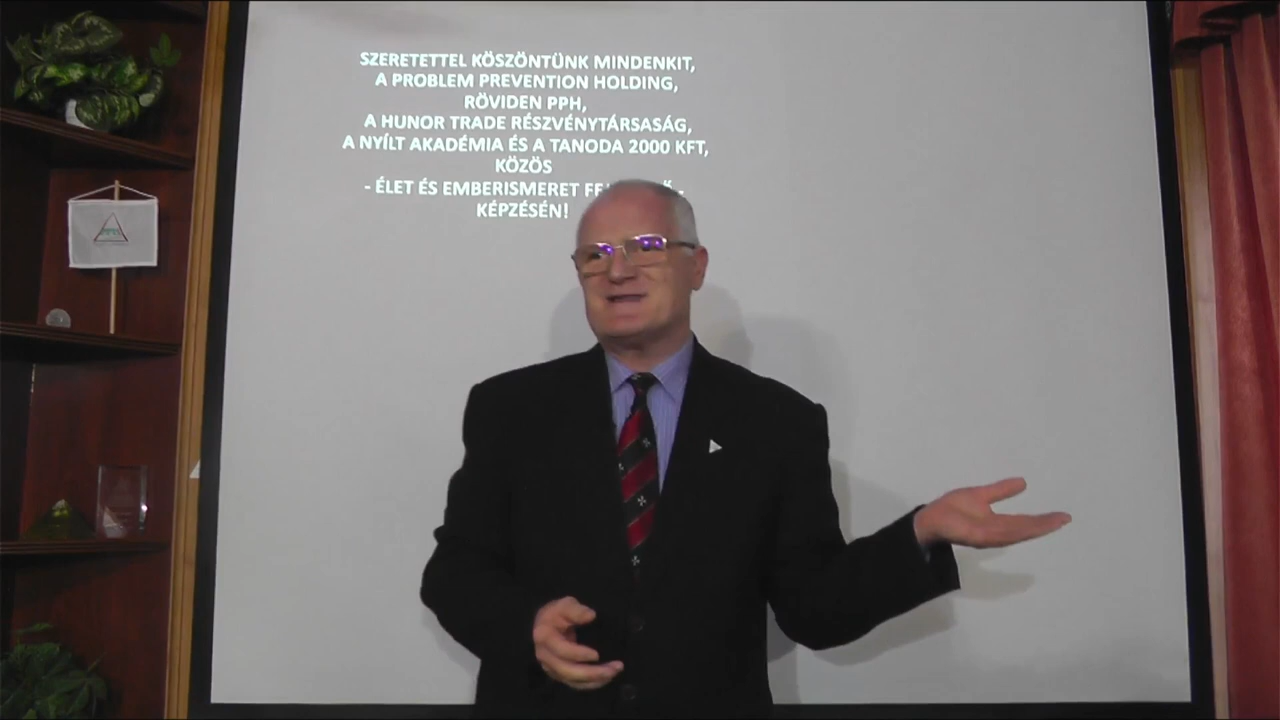 SZERETETTEL KÖSZÖNTÜNK MINDENKIT,
A PROBLEM PREVENTION HOLDING,
RÖVIDEN PPH,
A HUNOR TRADE RÉSZVÉNYTÁRSASÁG,
A NYÍLT AKADÉMIA ÉS A TANODA 2000 KFT,
KÖZÖS
- ÉLET ÉS EMBERISMERET -
KÉPZÉSÉN!
PPH